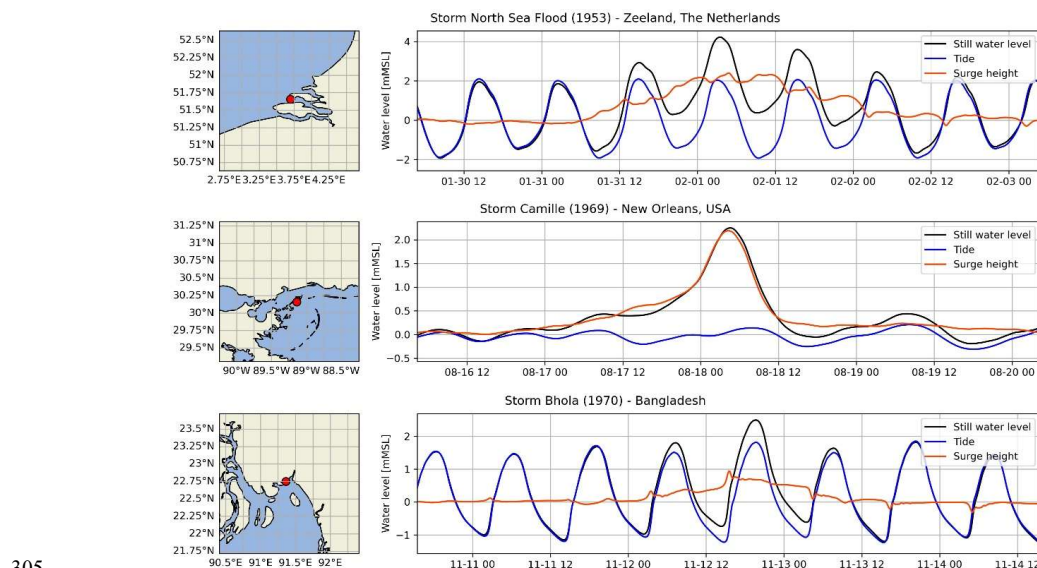 Storm North Sea Flood (1953) - Zeeland, The Netherlands
52.5°N
52.25°N
52°N
51.75°N
51.5°N
51.25°N
51°N
50.75°N
2.75°E 3.25°E 3.75°E 4.25°E
Water level [mMSL]
4
2
0
−2
Still water level
Tide
Surge height
01-30 12 01-31 00 01-31 12 02-01 00 02-01 12 02-02 00 02-02 12 02-03 00
Storm Camille (1969) - New Orleans, USA
31.25°N
31°N
30.75°N
30.5°N
30.25°N
30°N
29.75°N
29.5°N
90°W 89.5°W 89°W 88.5°W
Water level [mMSL]
2.0
1.5
1.0
0.5
0.0
−0.5
Still water level
Tide
Surge height
08-16 12 08-17 00 08-17 12 08-18 00 08-18 12 08-19 00 08-19 12 08-20 00
Storm Bhola (1970) - Bangladesh
23.5°N
23.25°N
23°N
22.75°N
22.5°N
22.25°N
22°N
21.75°N
90.5°E 91°E 91.5°E 92°E
Water level [mMSL]
2
1
0
−1
Still water level
Tide
Surge height
11-11 00 11-11 12 11-12 00 11-12 12 11-13 00 11-13 12 11-14 00 11-14 12
305